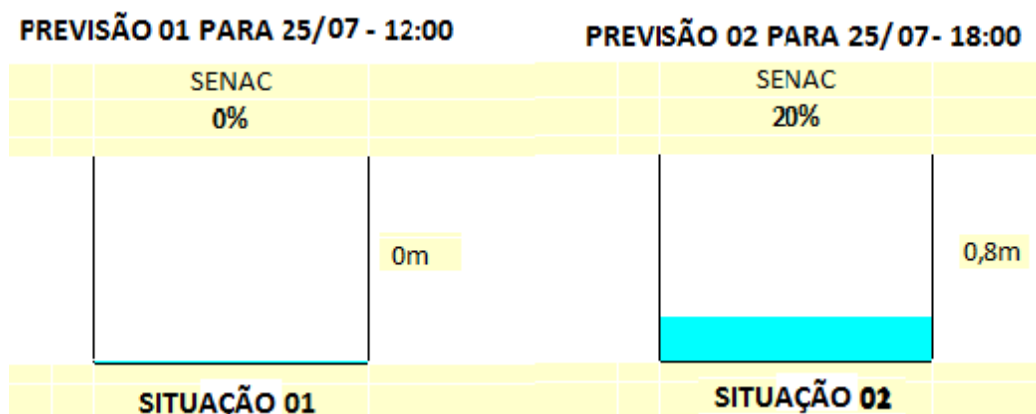 PREVISÃO 01 PARA 25/07 - 12:00
SENAC
0%
0m
SITUAÇÃO 01
PREVISÃO 02 PARA 25/07- 18:00
SENAC
20%
0,8m
SITUAÇÃO 02